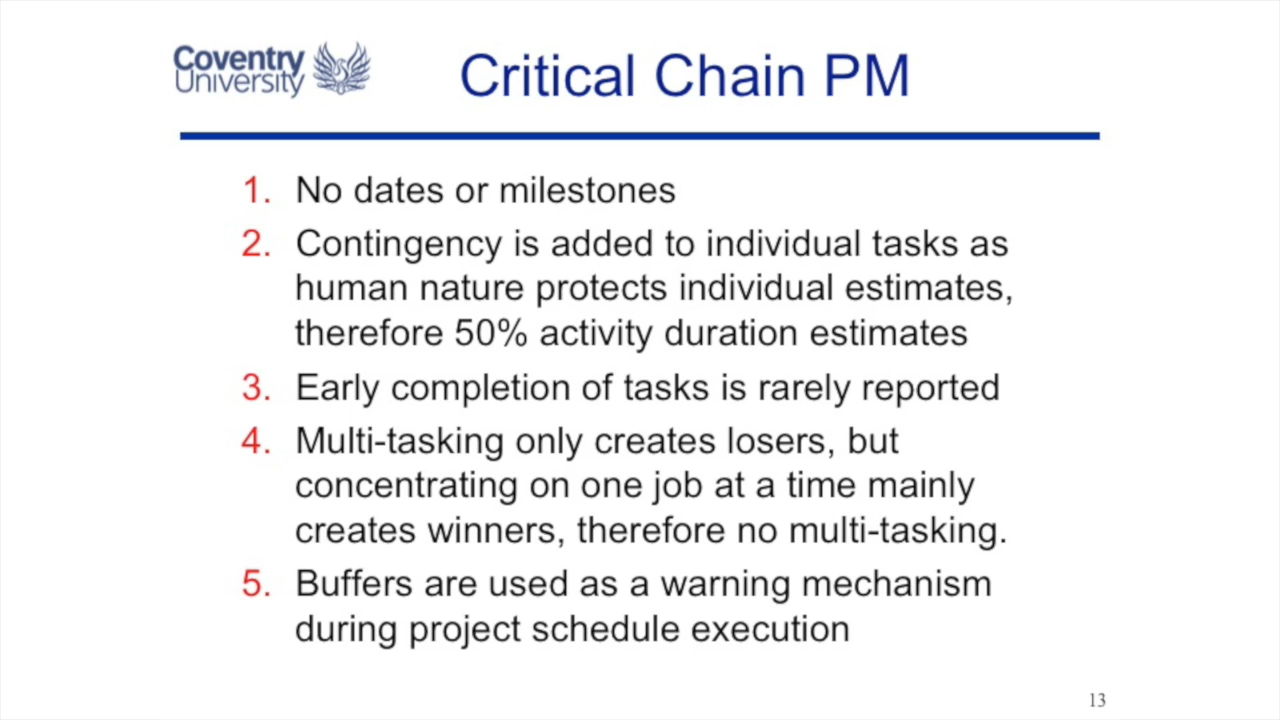 Coventry
University
Critical Chain PM
1. No dates or milestones
2. Contingency is added to individual tasks as
human nature protects individual estimates,
therefore 50% activity duration estimates
3. Early completion of tasks is rarely reported
4. Multi-tasking only creates losers, but
concentrating on one job at a time mainly
creates winners, therefore no multi-tasking.
5. Buffers are used as a warning mechanism
during project schedule execution
13